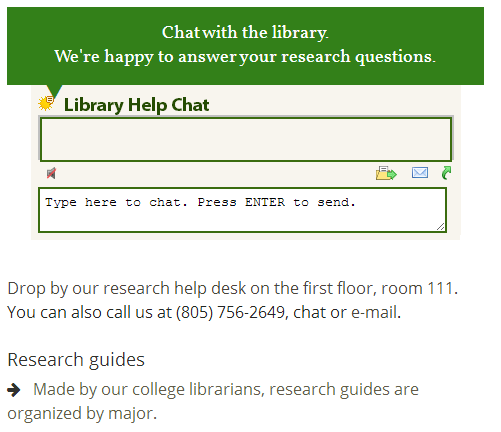 Chat with the library.
We're happy to answer your research questions.
Library Help Chat
Type here to chat. Press ENTER to send.
Drop by our research help desk on the first floor, room 111.
You can also call us at (805) 756-2649, chat or e-mail.
Research guides
Made by our college librarians, research guides are
organized by major.